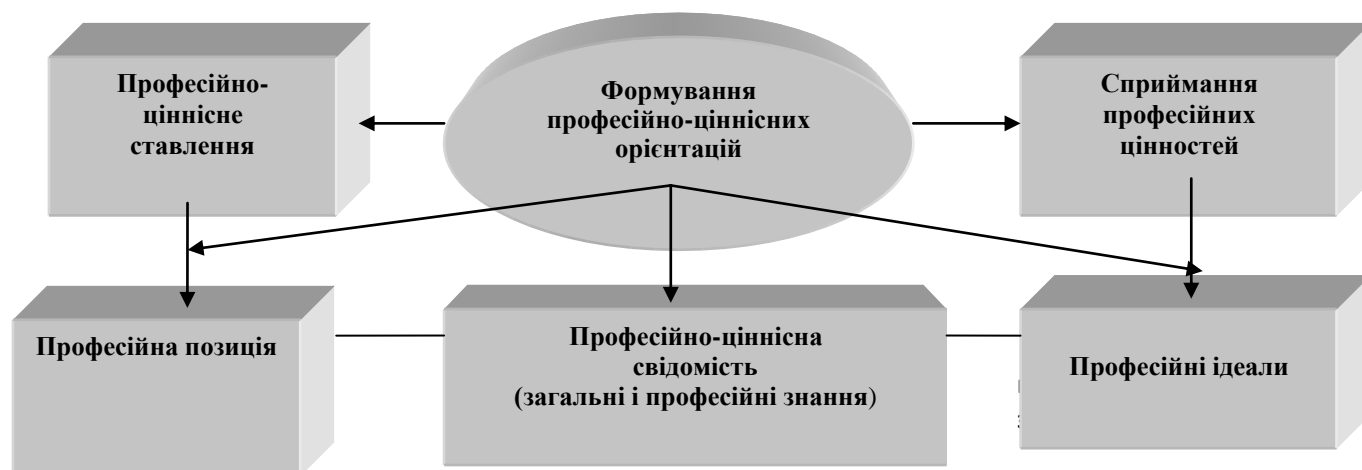 Професійно-
ціннісне
ставлення
Формування
професійно-ціннісних
орієнтацій
Сприймання
професійних
цінностей
Професійна позиція
Професійно-ціннісна
свідомість
(загальні і професійні знання)
Професійні ідеали